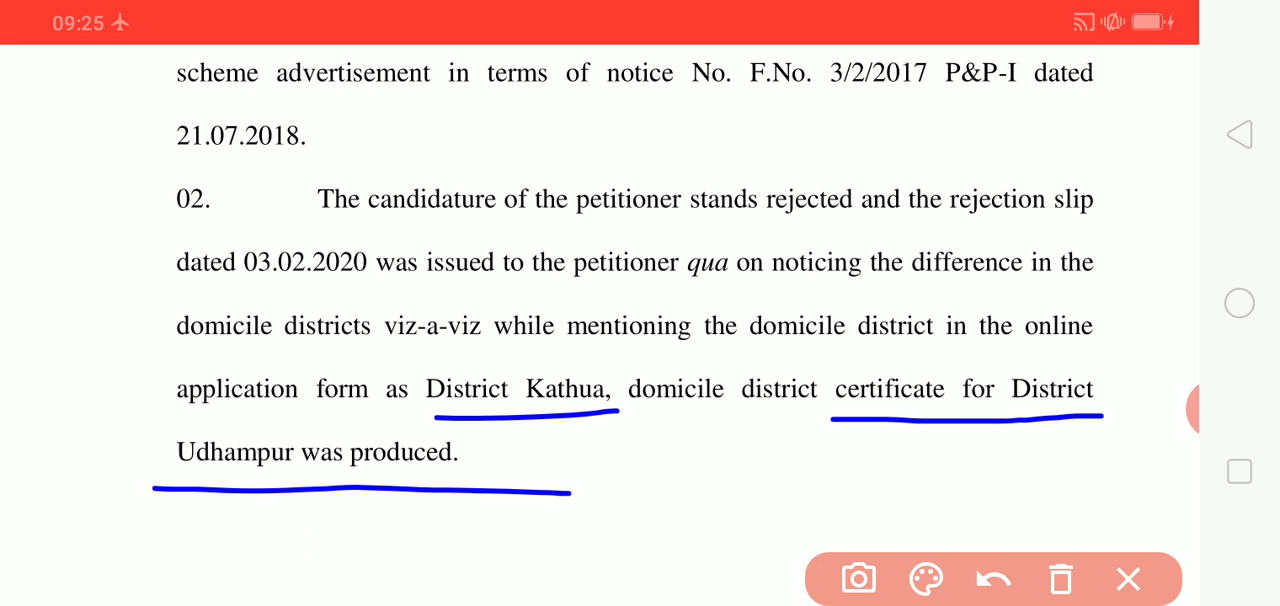 09:25
scheme advertisement in terms of notice No. F.No. 3/2/2017 P&P-I dated
21.07.2018.
02. The candidature of the petitioner stands rejected and the rejection slip
dated 03.02.2020 was issued to the petitioner qua on noticing the difference in the
domicile districts viz-a-viz while mentioning the domicile district in the online
application form as District Kathua, domicile district certificate for District
Udhampur was produced.